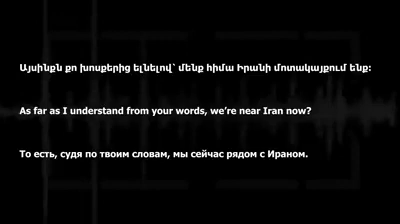 Այսինքն քո խոսքերից ելնելով՝ մենք հիմա Իրանի մոտակայքում ենք:
As far as I understand from your words, we're near Iran now?
То есть, судя по твоим словам, мы сейчас рядом с Ираном.